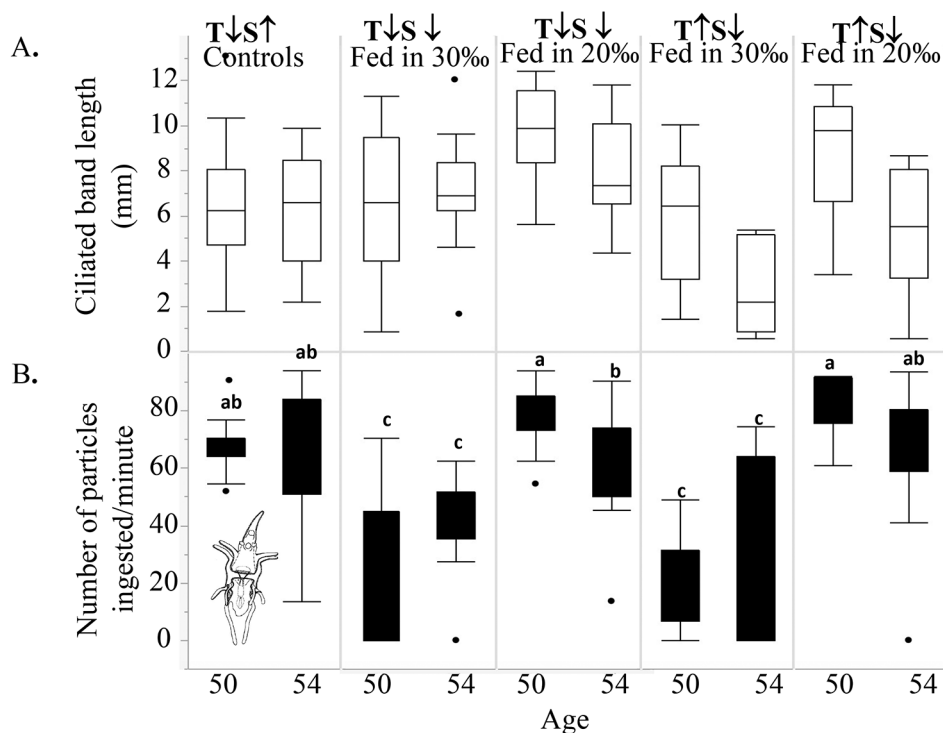 T↓S↑ T↓S ↓ T↓S ↓ T↑S↓ T↑S↓
A. Controls Fed in 30‰ Fed in 20‰ Fed in 30‰ Fed in 20‰
Ciliated band length
(mm)
12
10
8
6
4
2
0
B.
Number of particles
ingested/minute
80
60
40
20
0
ab ab c c a b c c a ab
50 54 50 54 50 54 50 54 50 54
Age